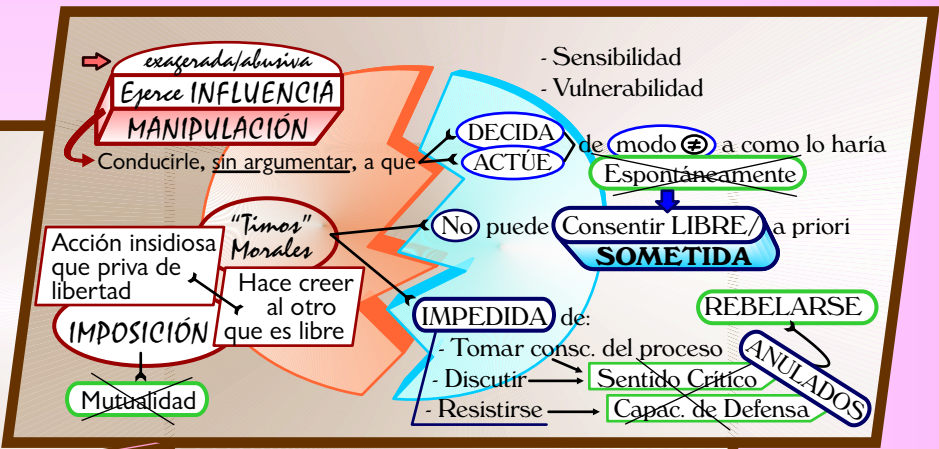 exagerada/abusiva
Ejerce INFLUENCIA
MANIPULACIÓN
Conducirle, sin argumentar, a que
- Sensibilidad
- Vulnerabilidad
DECIDA
ACTÚE
de modo ≠ a como lo haría
Espontáneamente
"Timos"
Morales
No puede Consentir LIBRE/ a priori
SOMETIDA
Acción insidiosa
que priva de
libertad
Hace creer
al otro
que es libre
IMPOSICIÓN
Mutualidad
IMPEDIDA de:
- Tomar consc. del proceso
- Discutir
- Resistirse
Sentido Crítico
Capac. de Defensa
REBELARSE
ANULADOS